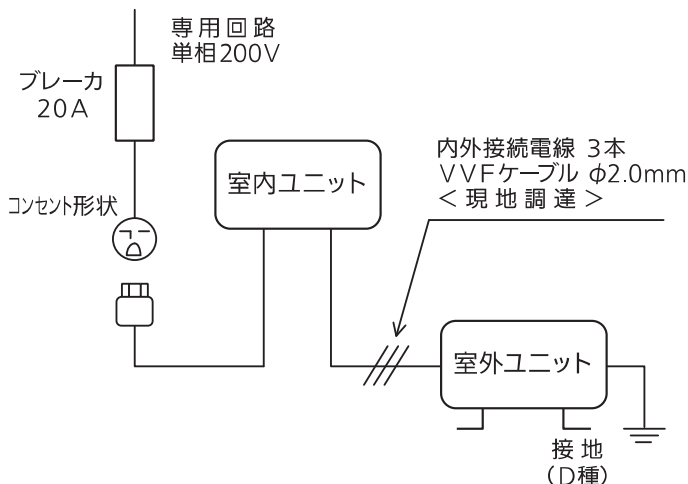 専用回路
単相200V
ブレーカ
20A
コンセント形状
室内ユニット
内外接続電線 3本
VVFケーブル φ2.0mm
＜現地調達＞
室外ユニット
接地
(D種)